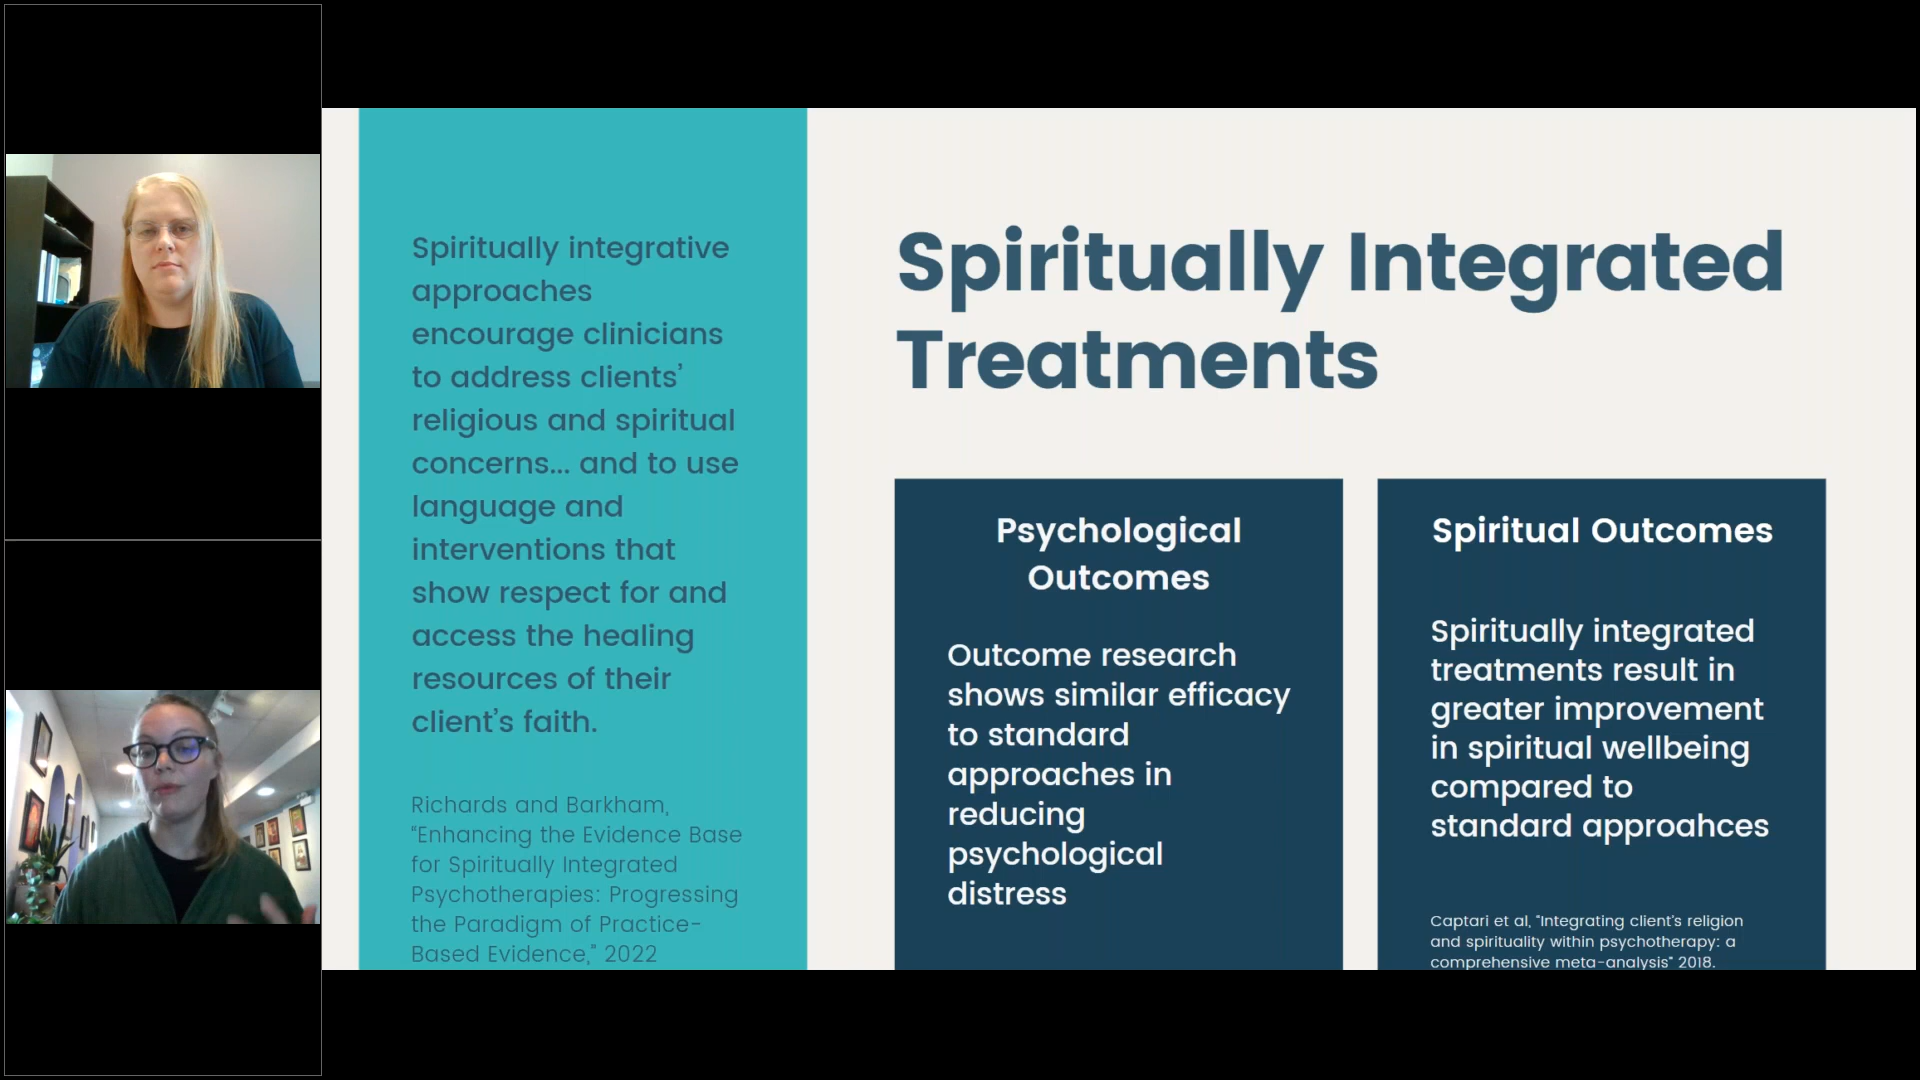 Spiritually integrative
approaches
encourage clinicians
to address clients’
religious and spiritual
concerns... and to use
language and
interventions that
show respect for and
access the healing
resources of their
client’s faith.
Richards and Barkham,
“Enhancing the Evidence Base
for Spiritually Integrated
Psychotherapies: Progressing
the Paradigm of Practice-
Based Evidence,” 2022
Spiritually Integrated
Treatments
Psychological
Outcomes
Outcome research
shows similar efficacy
to standard
approaches in
reducing
psychological
distress
Spiritual Outcomes
Spiritually integrated
treatments result in
greater improvement
in spiritual wellbeing
compared to
standard approahces
Captari et al, "Integrating client's religion
and spirituality within psychotherapy: a
comprehensive meta-analysis" 2018.